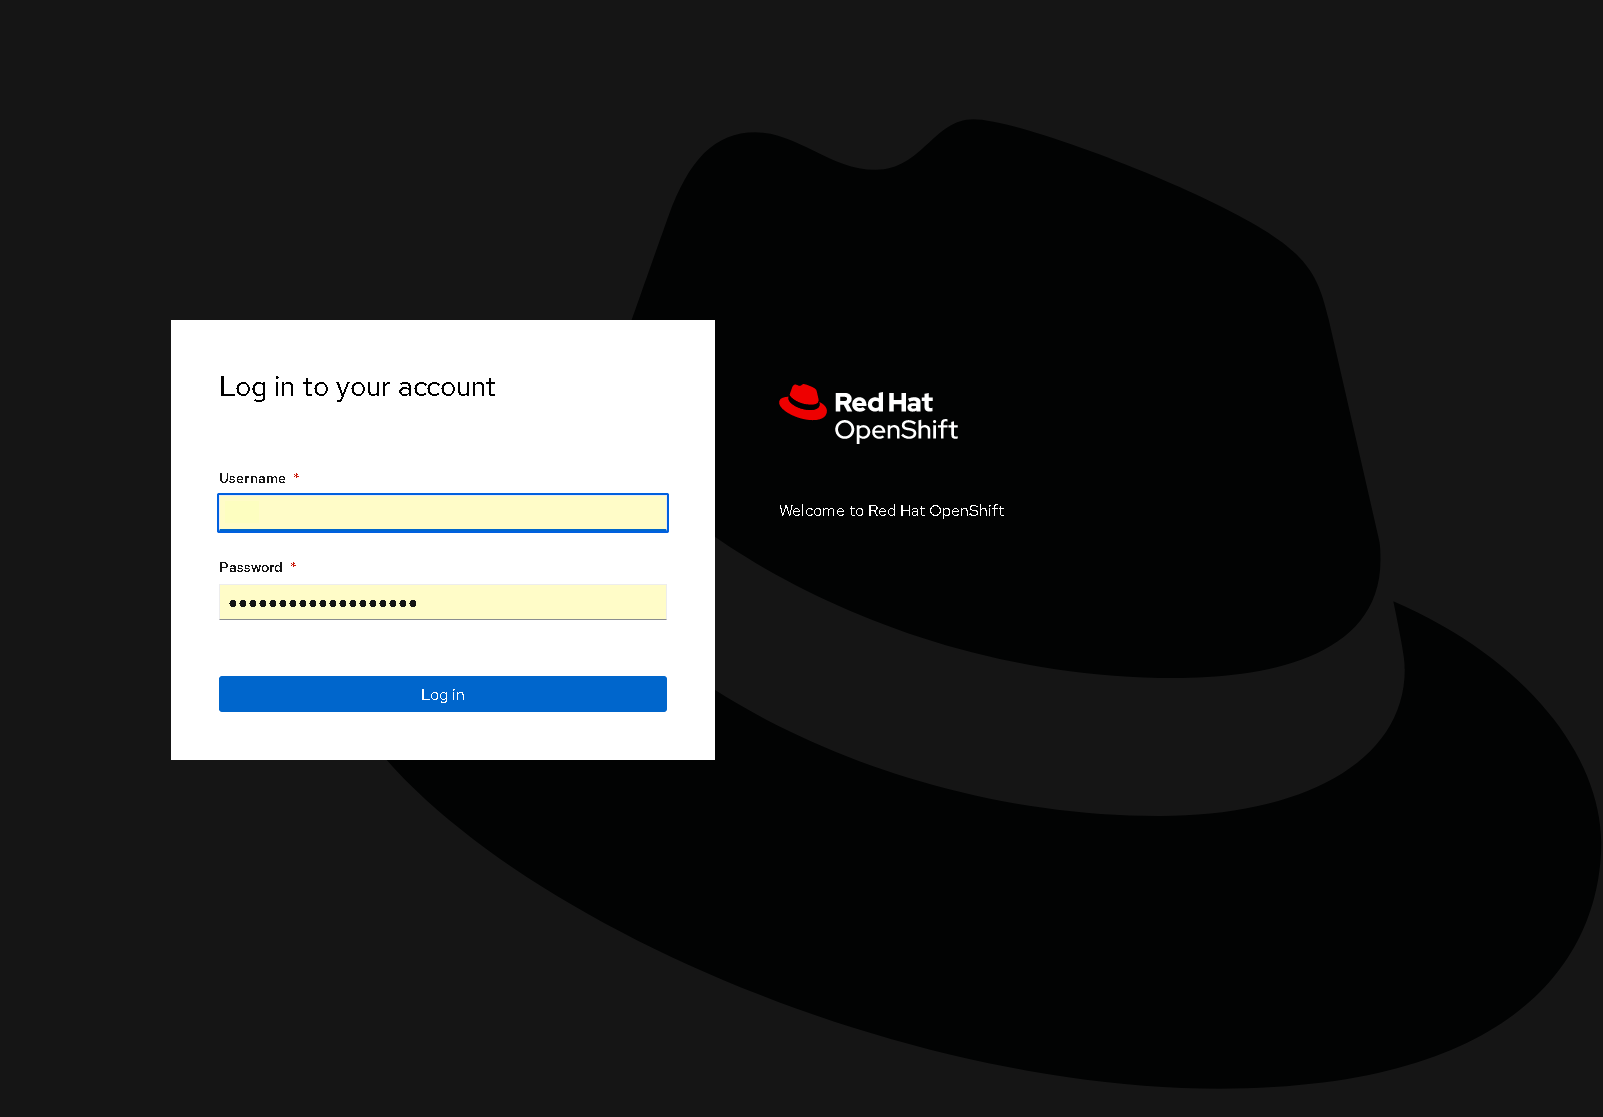 Log in to your account
Username *
Password *
●●●●●●●●●●●●●●●●●●●
Log in
Red Hat
OpenShift
Welcome to Red Hat OpenShift